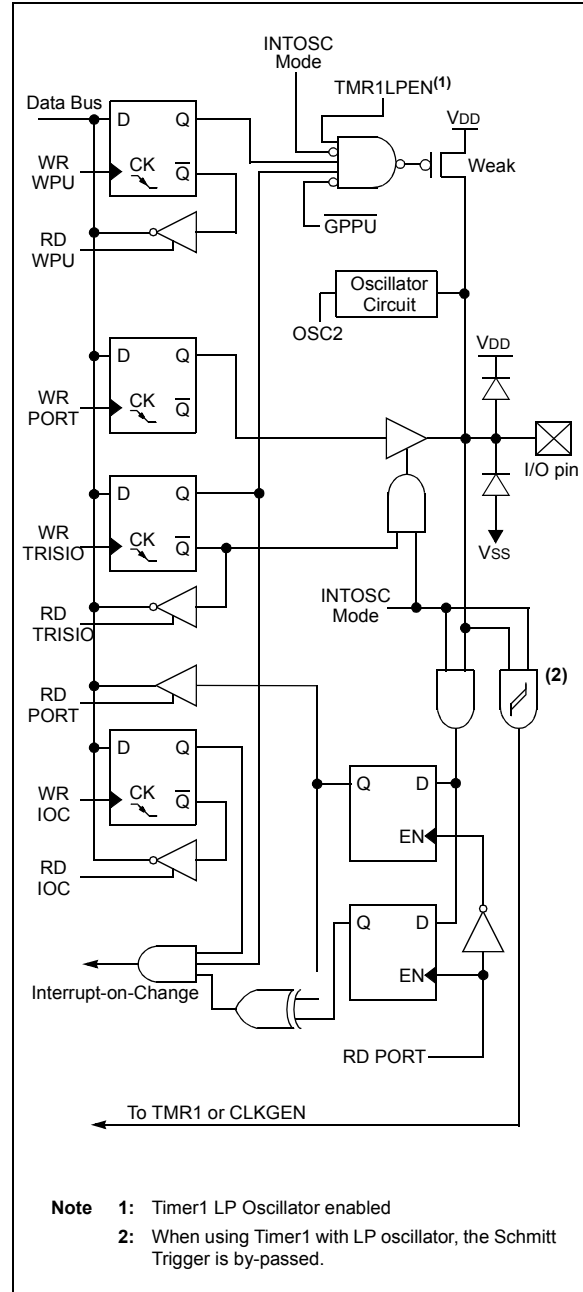 INTOSC
Mode
TMR1LPEN(1)
Data Bus
D Q
VDD
WR
WPU
CK Q
Weak
RD
WPU
GPPU
Oscillator
Circuit
OSC2
D Q
VDD
WR
PORT
CK Q
I/O pin
D Q
WR
TRISIO
CK Q
VSS
INTOSC
Mode
RD
TRISIO
(2)
RD
PORT
D Q
Q D
WR
IOC
CK Q
EN
RD
IOC
Q D
Interrupt-on-Change
EN
RD PORT
To TMR1 or CLKGEN
Note 1: Timer1 LP Oscillator enabled
2: When using Timer1 with LP oscillator, the Schmitt
Trigger is by-passed.